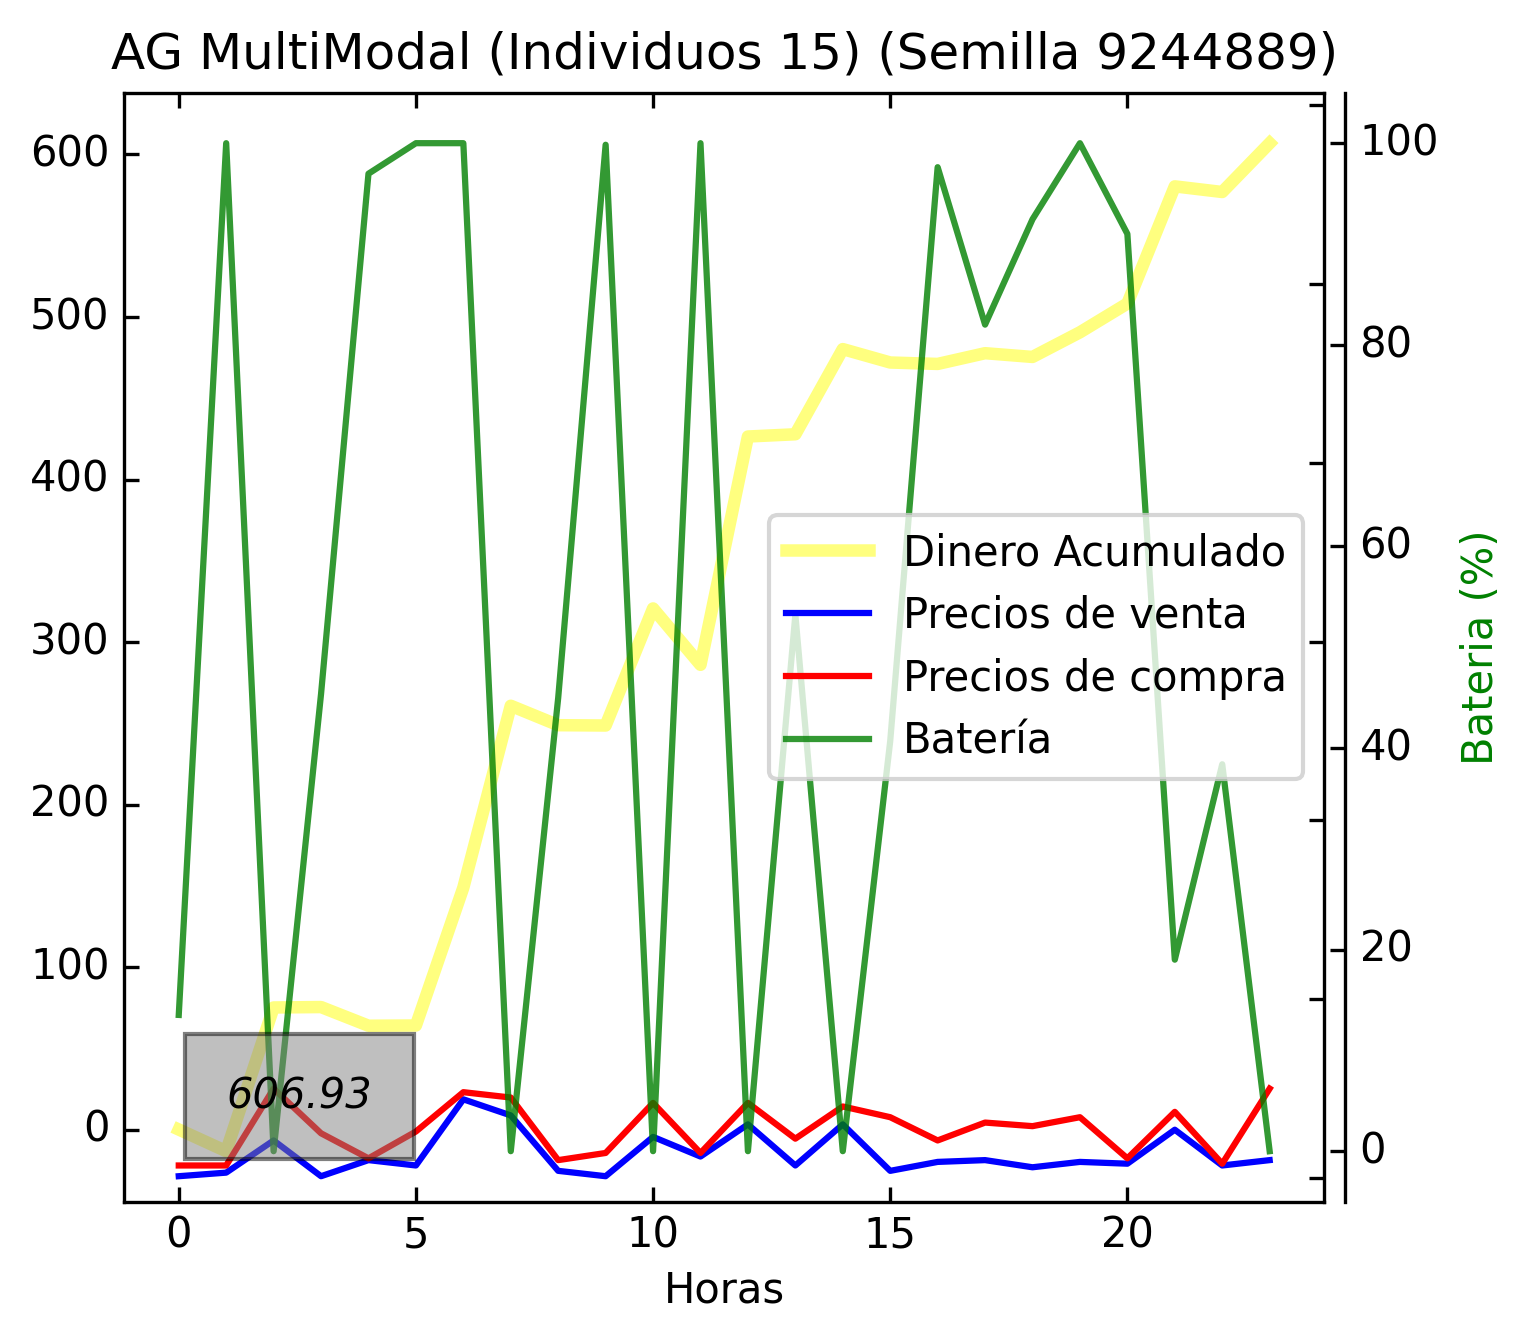 AG MultiModal (Individuos 15) (Semilla 9244889)
600
500
400
300
200
100
0
606.93
Dinero Acumulado
Precios de venta
Precios de compra
Batería
100
80
60
40
20
0
Bateria (%)
0 5 10 15 20
Horas